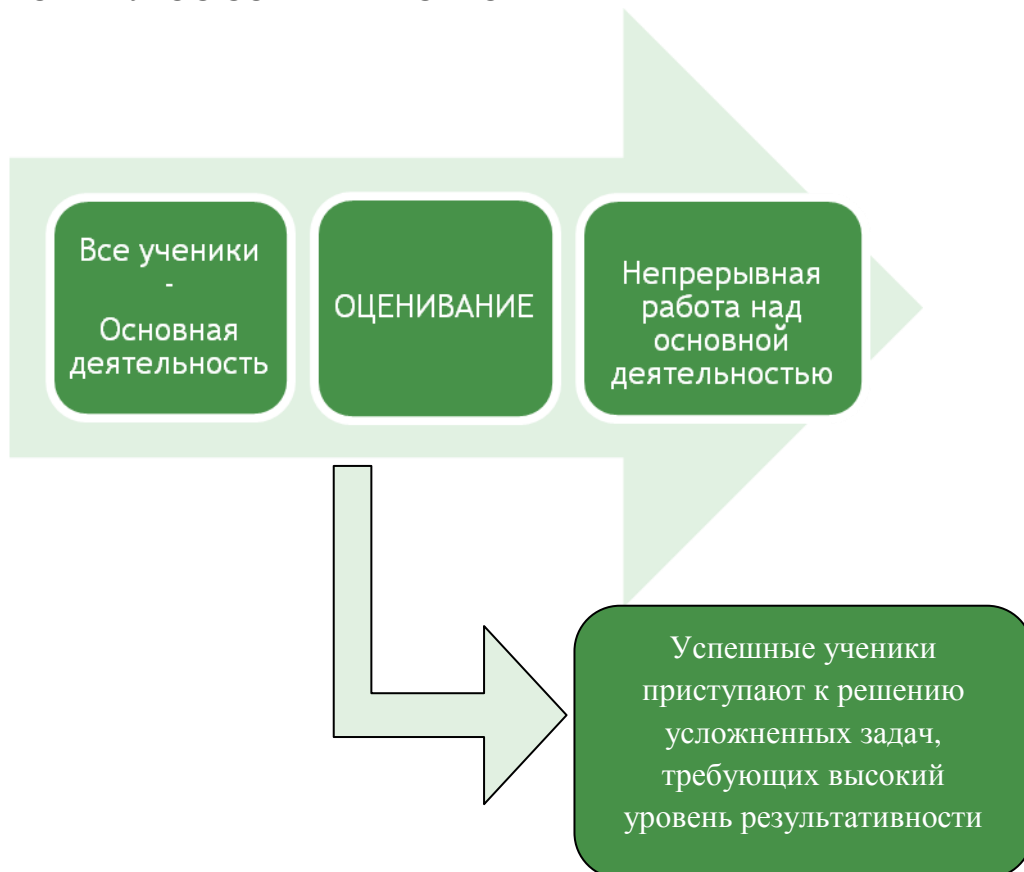 Все ученики
-
Основная
деятельность
ОЦЕНИВАНИЕ
Непрерывная
работа над
основной
деятельностью
Успешные ученики
приступают к решению
усложненных задач,
требующих высокий
уровень результативности